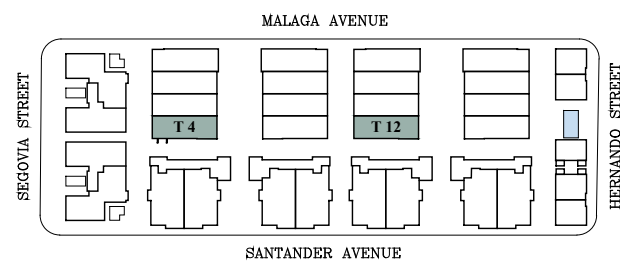 MALAGA AVENUE
SEGOVIA STREET
T 4
T 12
HERNANDO STREET
SANTANDER AVENUE